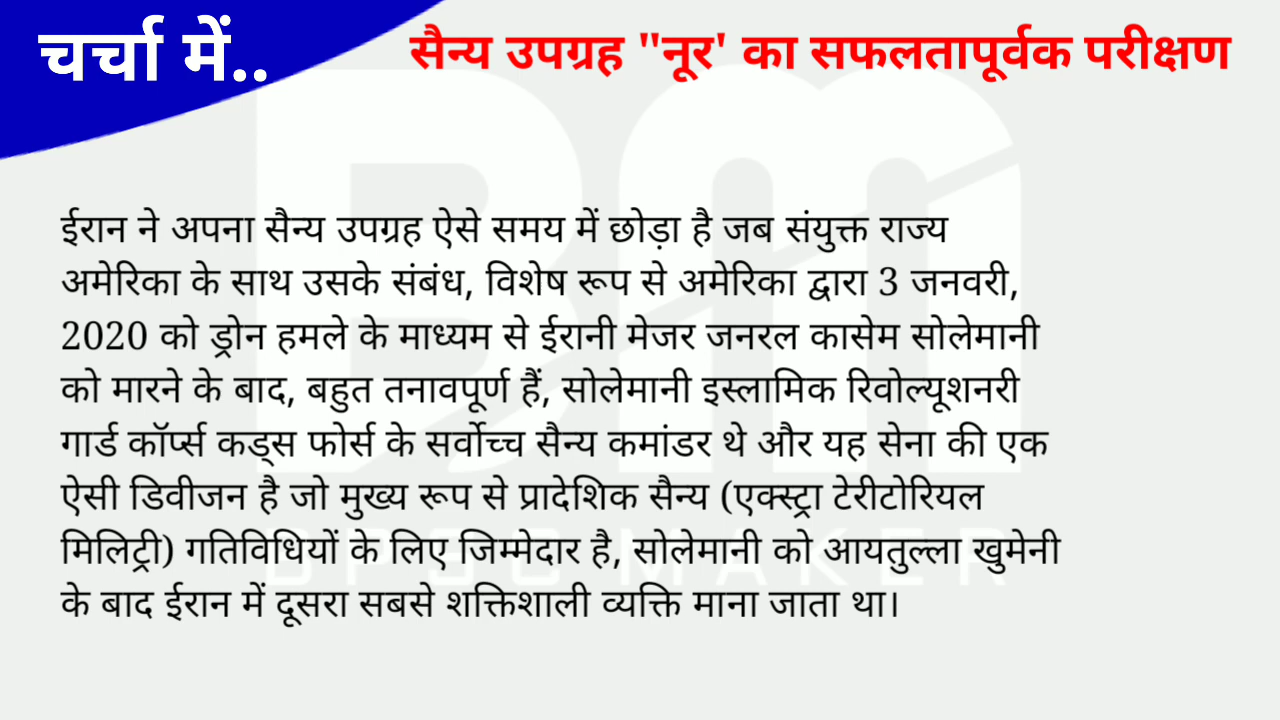 चर्चा में..
सैन्य उपग्रह "नूर' का सफलतापूर्वक परीक्षण
ईरान ने अपना सैन्य उपग्रह ऐसे समय में छोड़ा है जब संयुक्त राज्य
अमेरिका के साथ उसके संबंध, विशेष रूप से अमेरिका द्वारा 3 जनवरी,
2020 को ड्रोन हमले के माध्यम से ईरानी मेजर जनरल कासेम सोलेमानी
को मारने के बाद, बहुत तनावपूर्ण हैं, सोलेमानी इस्लामिक रिवोल्यूशनरी
गार्ड कॉर्प्स कड्स फोर्स के सर्वोच्च सैन्य कमांडर थे और यह सेना की एक
ऐसी डिवीजन है जो मुख्य रूप से प्रादेशिक सैन्य (एक्स्ट्रा टेरीटोरियल
मिलिट्री) गतिविधियों के लिए जिम्मेदार है, सोलेमानी को आयतुल्ला खुमेनी
के बाद ईरान में दूसरा सबसे शक्तिशाली व्यक्ति माना जाता था।
BPSC MAKER